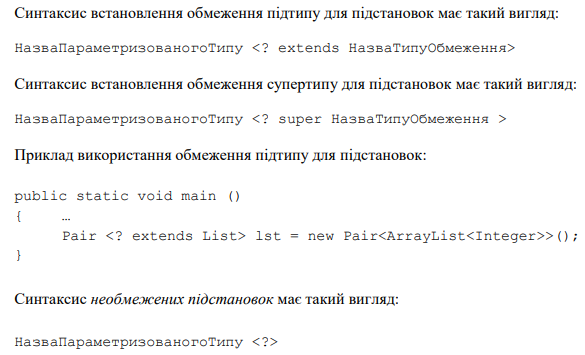 Синтаксис встановлення обмеження підтипу для підстановок має такий вигляд:
НазваПараметризованогоТипу <? extends НазваТипуОбмеження>
Синтаксис встановлення обмеження супертипу для підстановок має такий вигляд:
НазваПараметризованогоТипу <? super НазваТипуОбмеження >
Приклад використання обмеження підтипу для підстановок:
public static void main ()
{ …
Pair <? extends List> lst = new Pair<ArrayList<Integer>>();
}
Синтаксис необмежених підстановок має такий вигляд:
НазваПараметризованогоТипу <?>